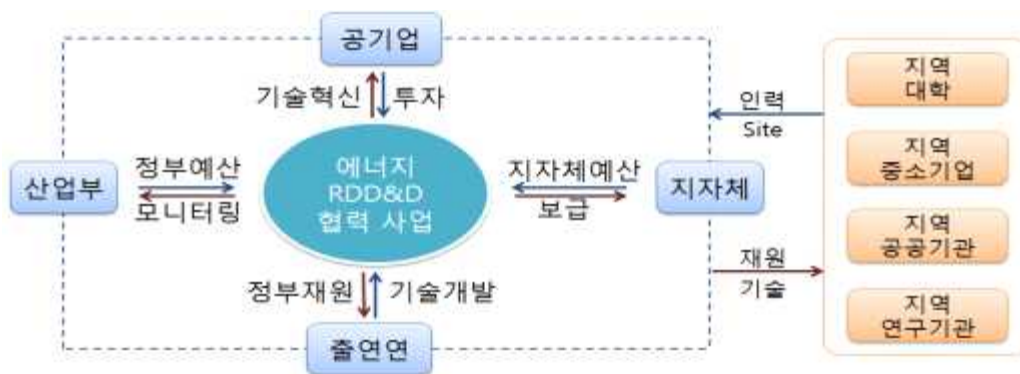 공기업
기술혁신 투자
산업부
정부예산
모니터링
에너지
RDD&D
협력 사업
지자체예산
보급
지자체
정부재원 기술개발
출연연
인력
Site
재원
기술
지역
대학
지역
중소기업
지역
공공기관
지역
연구기관